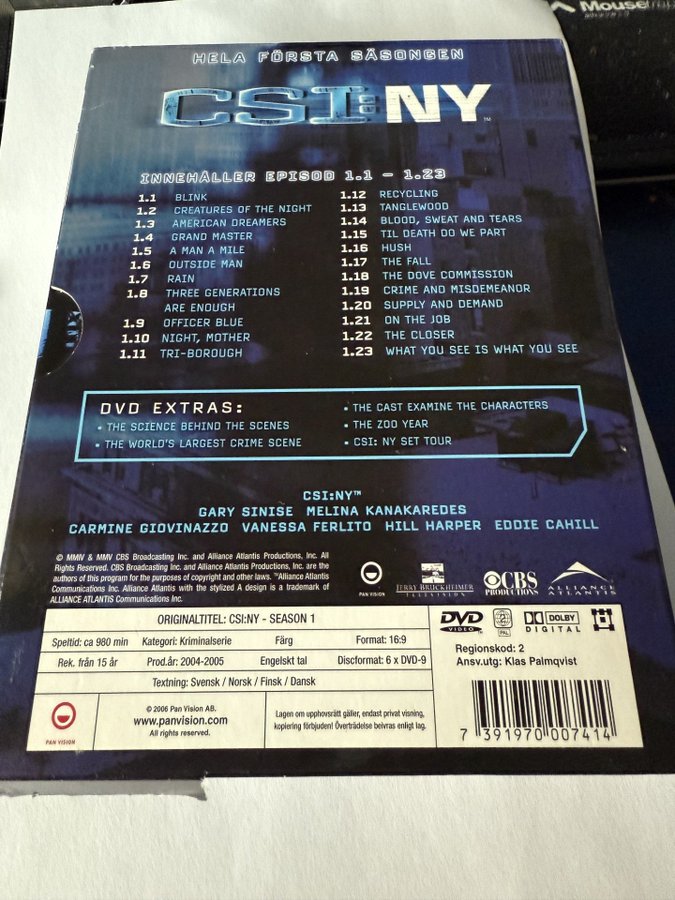 Mousetrap
HELA FÖRSTA SÄSONGEN
CSI:NY™
INNEHÅLLER EPISOD 1.1 - 1.23
1.1 BLINK
1.2 CREATURES OF THE NIGHT
1.3 AMERICAN DREAMERS
1.4 GRAND MASTER
1.5 A MAN A MILE
1.6 OUTSIDE MAN
1.7 RAIN
1.8 THREE GENERATIONS
ARE ENOUGH
1.9 OFFICER BLUE
1.10 NIGHT, MOTHER
1.11 TRI-BOROUGH
1.12 RECYCLING
1.13 TANGLEWOOD
1.14 BLOOD, SWEAT AND TEARS
1.15 TIL DEATH DO WE PART
1.16 HUSH
1.17 THE FALL
1.18 THE DOVE COMMISSION
1.19 CRIME AND MISDEMEANOR
1.20 SUPPLY AND DEMAND
1.21 ON THE JOB
1.22 THE CLOSER
1.23 WHAT YOU SEE IS WHAT YOU SEE
DVD EXTRAS:
• THE SCIENCE BEHIND THE SCENES
• THE WORLD'S LARGEST CRIME SCENE
• THE CAST EXAMINE THE CHARACTERS
• THE ZOO YEAR
• CSI: NY SET TOUR
CSI:NY™
GARY SINISE MELINA KANAKAREDES
CARMINE GIOVINAZZO VANESSA FERLITO HILL HARPER EDDIE CAHILL
© MMIV & MMV CBS Broadcasting Inc. and Alliance Atlantis Productions, Inc. All
Rights Reserved. CBS Broadcasting Inc. and Alliance Atlantis Productions, Inc. are the
authors of this program for the purposes of copyright and other laws. ™Alliance Atlantis
Communications Inc. Alliance Atlantis with the stylized A design is a trademark of
ALLIANCE ATLANTIS Communications Inc.
PAN VISION
JERRY BRUCKHEIMER
TELEVISION
CBS
PRODUCTIONS
ALLIANCE
ATLANTIS
ORIGINALTITEL: CSI:NY - SEASON 1
Speltid: ca 980 min Kategori: Kriminalserie Färg Format: 16:9
Rek. från 15 år Prod.år: 2004-2005 Engelskt tal Discformat: 6 x DVD-9
Textning: Svensk / Norsk / Finsk / Dansk
PAN VISION
© 2006 Pan Vision AB.
www.panvision.com
All rights reserved.
Lagen om upphovsrätt gäller, endast privat visning,
kopiering förbjuden! Överträdelse beivras enligt lag.
DVD
VIDEO
2
PAL
DOLBY
DIGITAL
Regionskod: 2
Ansv.utg: Klas Palmqvist
7 391970 007414